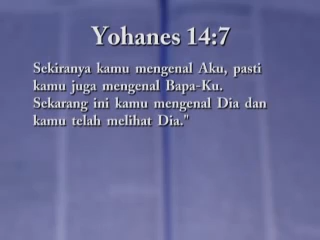 Yohanes 14:7
Sekiranya kamu mengenal Aku, pasti
kamu juga mengenal Bapa-Ku.
Sekarang ini kamu mengenal Dia dan
kamu telah melihat Dia."